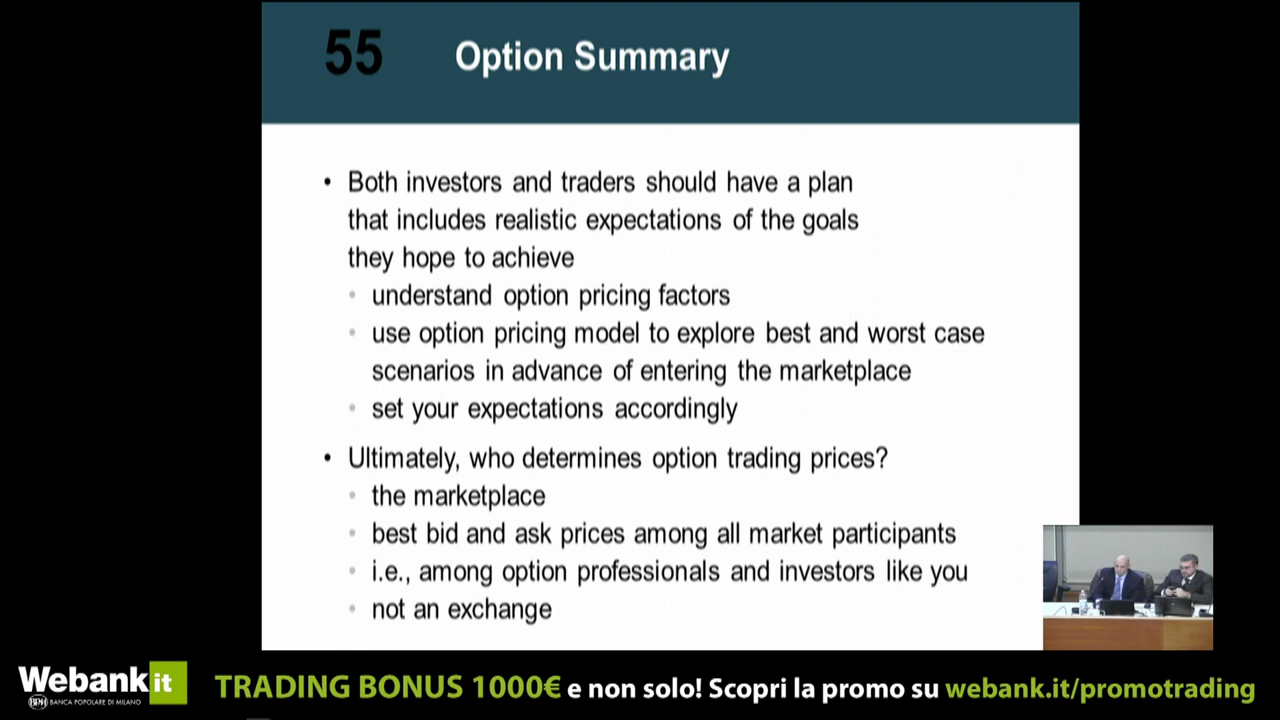 55 Option Summary
• Both investors and traders should have a plan
that includes realistic expectations of the goals
they hope to achieve
• understand option pricing factors
• use option pricing model to explore best and worst case
scenarios in advance of entering the marketplace
• set your expectations accordingly
• Ultimately, who determines option trading prices?
• the marketplace
• best bid and ask prices among all market participants
• i.e., among option professionals and investors like you
• not an exchange
Webank it
BPM BANCA POPOLARE DI MILANO
TRADING BONUS 1000€ e non solo! Scopri la promo su webank.it/promotrading